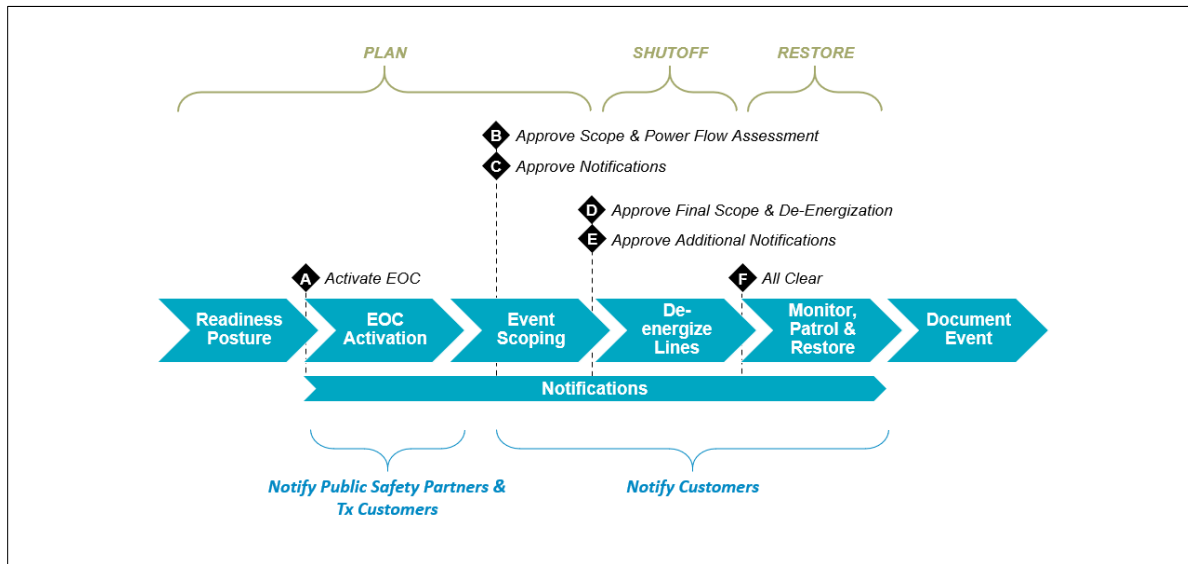 PLAN
SHUTOFF
RESTORE
B Approve Scope & Power Flow Assessment
C Approve Notifications
D Approve Final Scope & De-Energization
E Approve Additional Notifications
A Activate EOC
F All Clear
Readiness
Posture
EOC
Activation
Event
Scoping
De-
energize
Lines
Monitor,
Patrol &
Restore
Document
Event
Notifications
Notify Public Safety Partners &
Tx Customers
Notify Customers